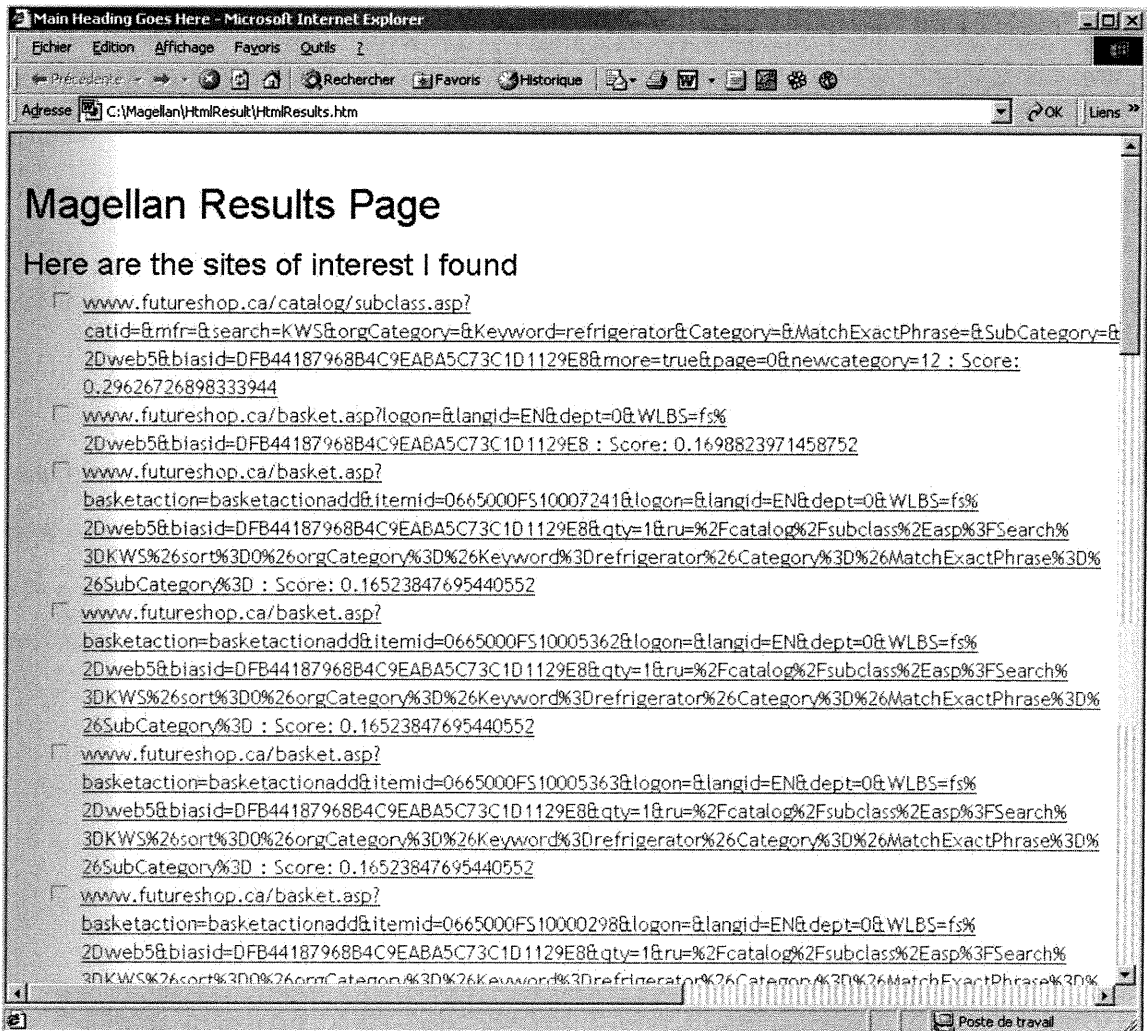 Main Heading Goes Here - Microsoft Internet Explorer
Fichier Edition Affichage Favoris Outils ?
Précédente Rechercher Favoris Historique
Adresse C:\Magellan\HtmlResult\HtmlResults.htm OK Liens »
Magellan Results Page
Here are the sites of interest I found
www.futureshop.ca/catalog/subclass.asp?
catid=&mfr=&search=KWS&orgCategory=&Keyword=refrigerator&Category=&MatchExactPhrase=&SubCategory=&
2Dweb5&biasid=DFB44187968B4C9EABA5C73C1D1129E8&more=true&page=0&newcategory=12 : Score:
0.29626726898333944
www.futureshop.ca/basket.asp?logon=&langid=EN&dept=0&WLBS=fs%
2Dweb5&biasid=DFB44187968B4C9EABA5C73C1D1129E8 : Score: 0.1698823971458752
www.futureshop.ca/basket.asp?
basketaction=basketactionadd&itemid=0665000FS10007241&logon=&langid=EN&dept=0&WLBS=fs%
2Dweb5&biasid=DFB44187968B4C9EABA5C73C1D1129E8&qty=1&ru=%2Fcatalog%2Fsubclass%2Easp%3FSearch%
3DKWS%26sort%3D0%26orgCategory%3D%26Keyword%3Drefrigerator%26Category%3D%26MatchExactPhrase%3D%
26SubCategory%3D : Score: 0.16523847695440552
www.futureshop.ca/basket.asp?
basketaction=basketactionadd&itemid=0665000FS10005362&logon=&langid=EN&dept=0&WLBS=fs%
2Dweb5&biasid=DFB44187968B4C9EABA5C73C1D1129E8&qty=1&ru=%2Fcatalog%2Fsubclass%2Easp%3FSearch%
3DKWS%26sort%3D0%26orgCategory%3D%26Keyword%3Drefrigerator%26Category%3D%26MatchExactPhrase%3D%
26SubCategory%3D : Score: 0.16523847695440552
www.futureshop.ca/basket.asp?
basketaction=basketactionadd&itemid=0665000FS10005363&logon=&langid=EN&dept=0&WLBS=fs%
2Dweb5&biasid=DFB44187968B4C9EABA5C73C1D1129E8&qty=1&ru=%2Fcatalog%2Fsubclass%2Easp%3FSearch%
3DKWS%26sort%3D0%26orgCategory%3D%26Keyword%3Drefrigerator%26Category%3D%26MatchExactPhrase%3D%
26SubCategory%3D : Score: 0.16523847695440552
www.futureshop.ca/basket.asp?
basketaction=basketactionadd&itemid=0665000FS10000298&logon=&langid=EN&dept=0&WLBS=fs%
2Dweb5&biasid=DFB44187968B4C9EABA5C73C1D1129E8&qty=1&ru=%2Fcatalog%2Fsubclass%2Easp%3FSearch%
3DKWS%26sort%3D0%26orgCategory%3D%26Keyword%3Drefrigerator%26Category%3D%26MatchExactPhrase%3D%
Poste de travail